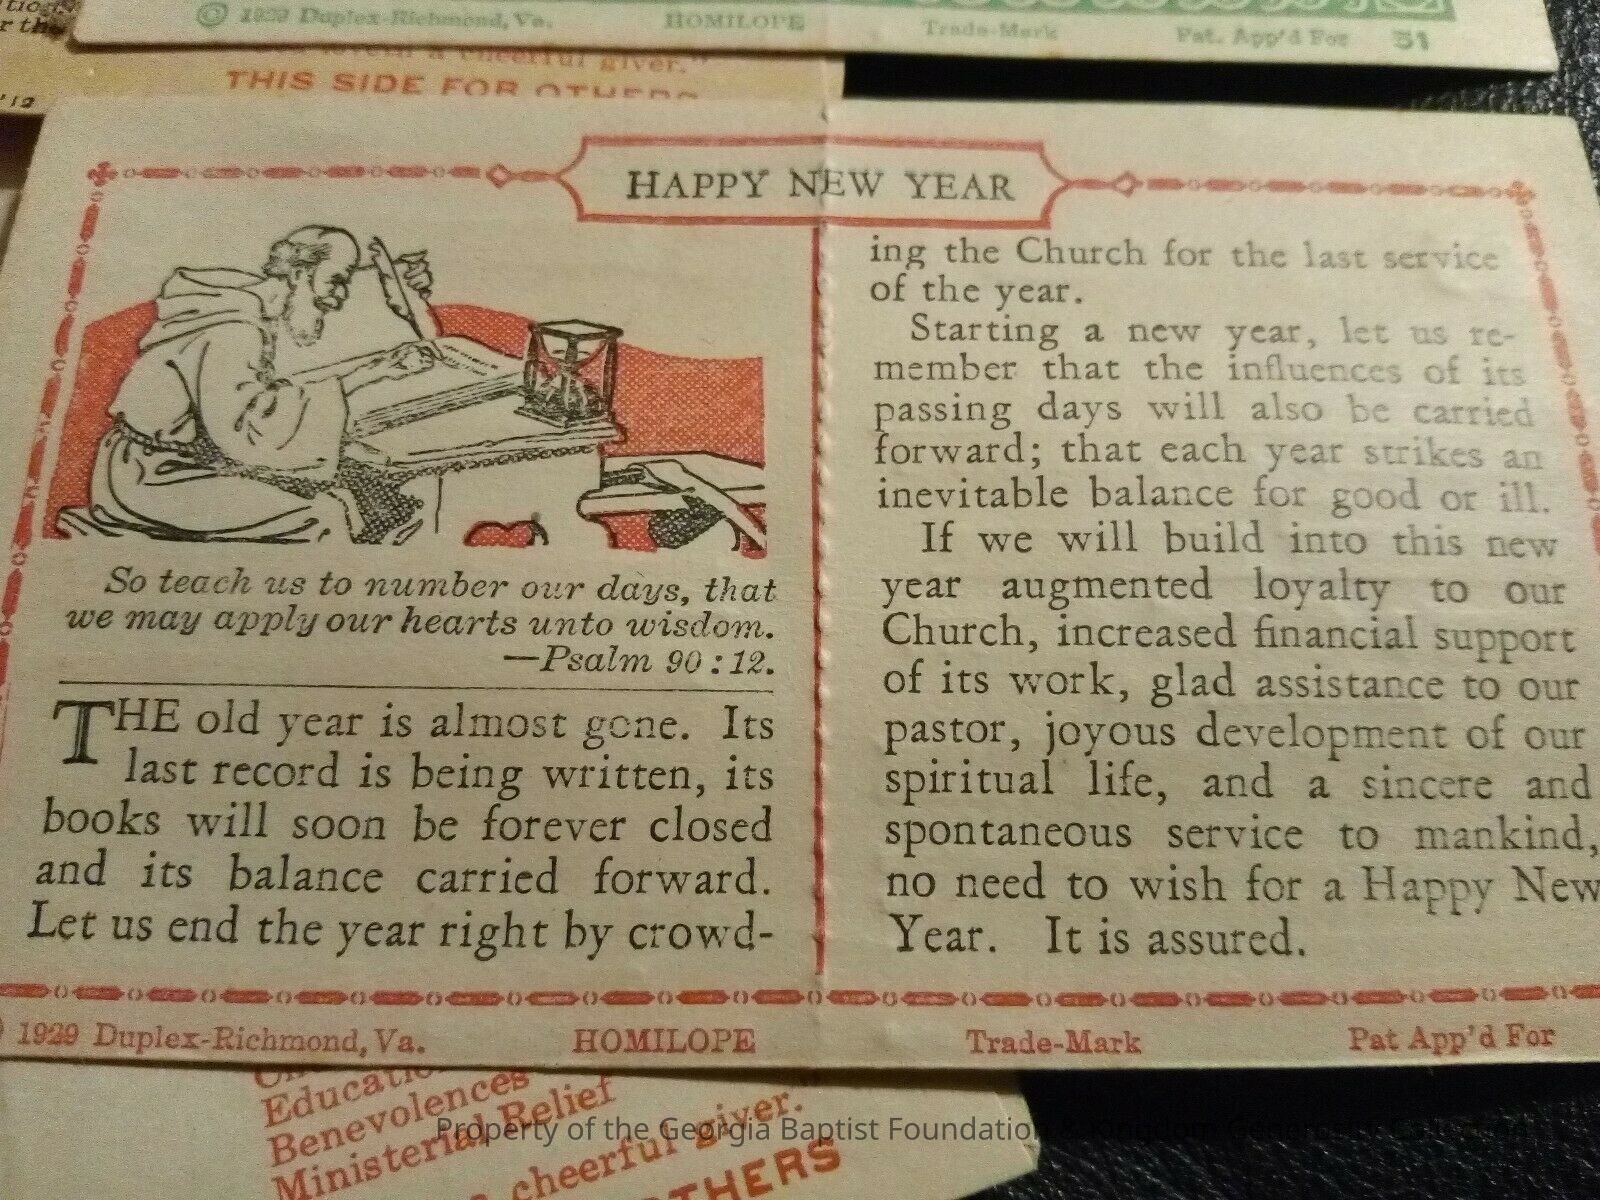 © 1929 Duplex-Richmond, Va. HOMILOPE Trade-Mark Pat. App'd For 51
a cheerful giver."
THIS SIDE FOR OTHERS
HAPPY NEW YEAR
So teach us to number our days, that
we may apply our hearts unto wisdom.
—Psalm 90:12.
THE old year is almost gone. Its
last record is being written, its
books will soon be forever closed
and its balance carried forward.
Let us end the year right by crowd-
ing the Church for the last service
of the year.
Starting a new year, let us re-
member that the influences of its
passing days will also be carried
forward; that each year strikes an
inevitable balance for good or ill.
If we will build into this new
year augmented loyalty to our
Church, increased financial support
of its work, glad assistance to our
pastor, joyous development of our
spiritual life, and a sincere and
spontaneous service to mankind,
no need to wish for a Happy New
Year. It is assured.
1929 Duplex-Richmond, Va. HOMILOPE Trade-Mark Pat App'd For
Benevolences
Ministerial Relief
cheerful giver."
Property of the Georgia Baptist Foundation &